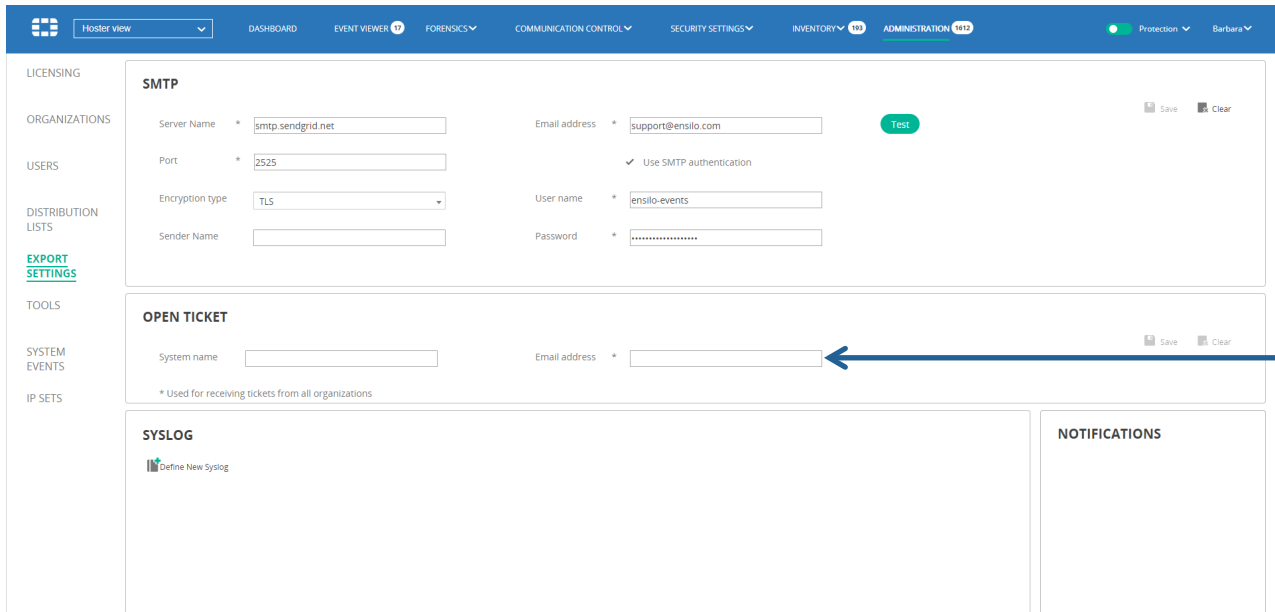 Hoster view
DASHBOARD
EVENT VIEWER 17
FORENSICS
COMMUNICATION CONTROL
SECURITY SETTINGS
INVENTORY 193
ADMINISTRATION 1612
Protection
Barbara
LICENSING
ORGANIZATIONS
USERS
DISTRIBUTION
LISTS
EXPORT
SETTINGS
TOOLS
SYSTEM
EVENTS
IP SETS
SMTP
Save
Clear
Server Name * smtp.sendgrid.net
Email address * support@ensilo.com
Test
Port * 2525
Use SMTP authentication
Encryption type TLS
User name * ensilo-events
Sender Name
Password * ••••••••••••••••••
OPEN TICKET
Save
Clear
System name
Email address *
* Used for receiving tickets from all organizations
SYSLOG
Define New Syslog
NOTIFICATIONS